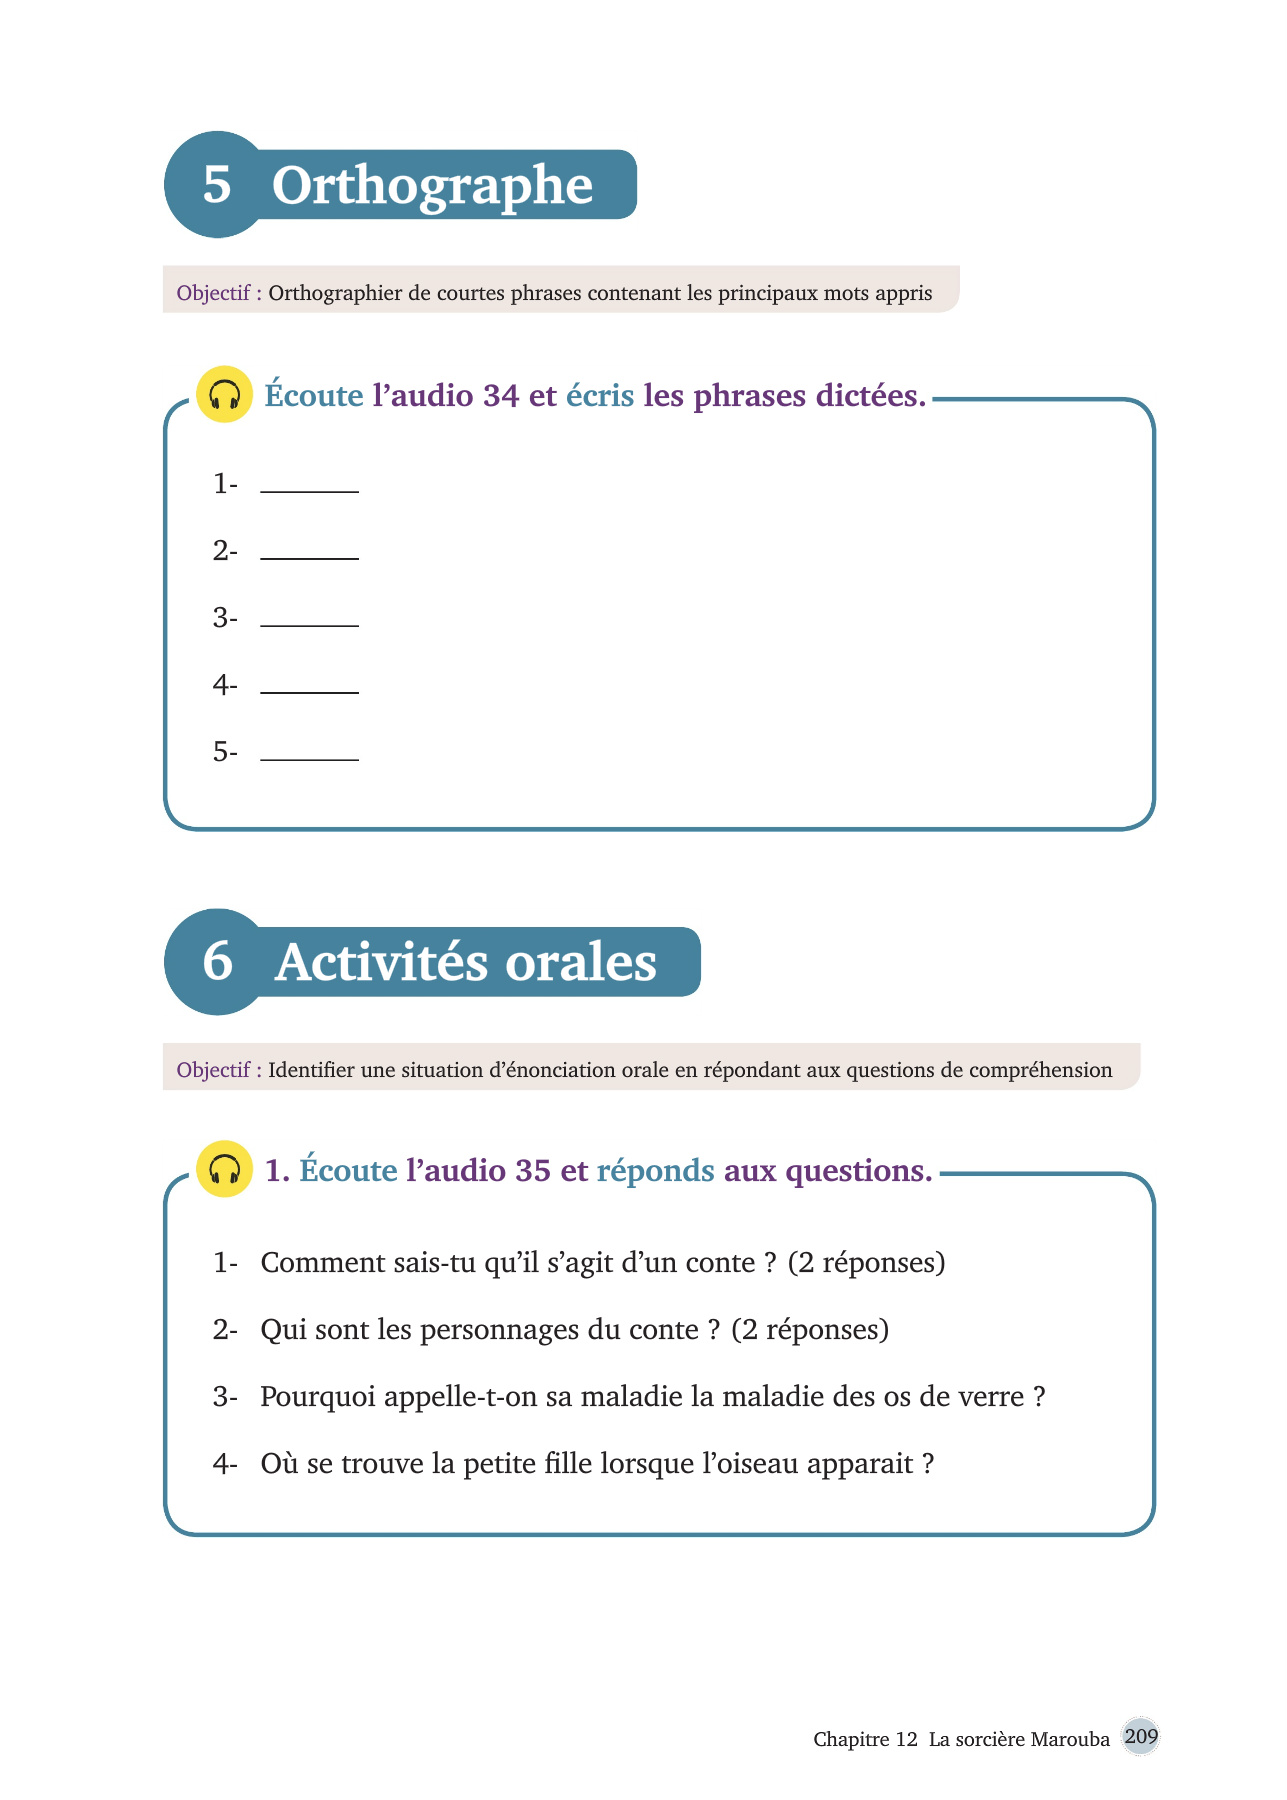 5 Orthographe
Objectif : Orthographier de courtes phrases contenant les principaux mots appris
Écoute l’audio 34 et écris les phrases dictées.
1- _______
2- _______
3- _______
4- _______
5- _______
6 Activités orales
Objectif : Identifier une situation d’énonciation orale en répondant aux questions de compréhension
1. Écoute l’audio 35 et réponds aux questions.
1- Comment sais-tu qu’il s’agit d’un conte ? (2 réponses)
2- Qui sont les personnages du conte ? (2 réponses)
3- Pourquoi appelle-t-on sa maladie la maladie des os de verre ?
4- Où se trouve la petite fille lorsque l’oiseau apparait ?
Chapitre 12 La sorcière Marouba 209